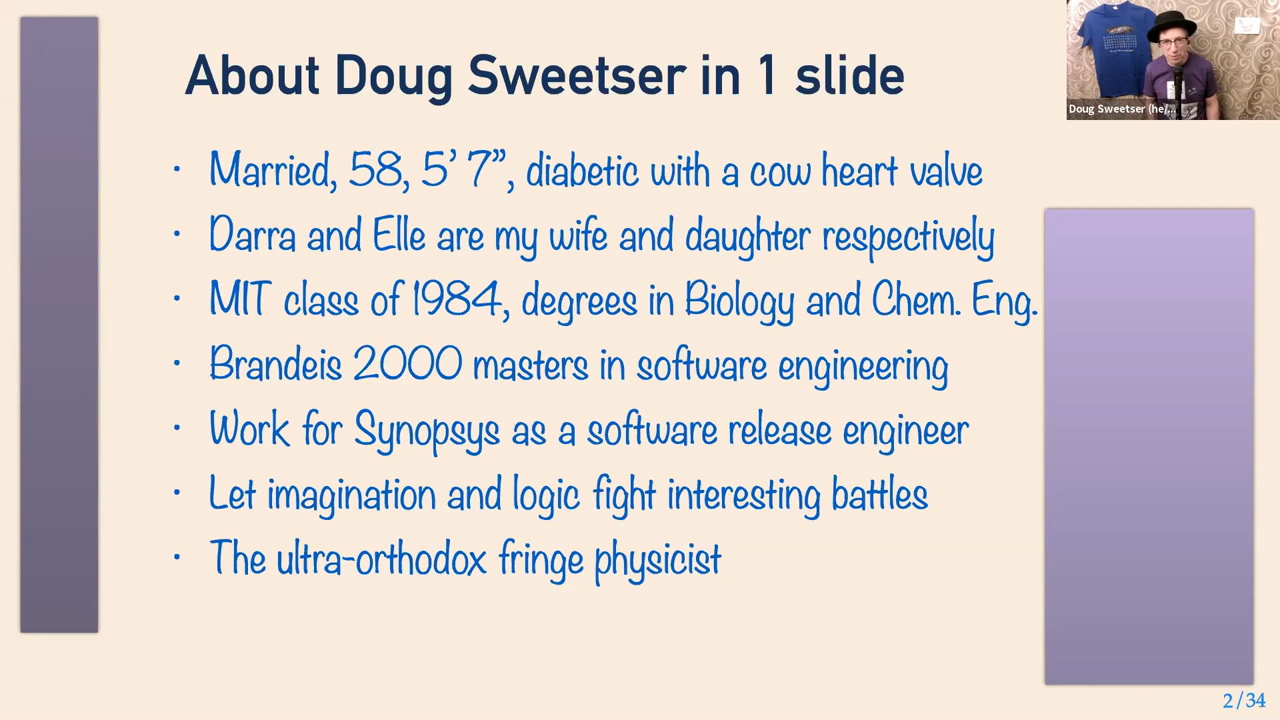 About Doug Sweetser in 1 slide
Doug Sweetser (he/...
· Married, 58, 5’ 7”, diabetic with a cow heart valve
· Darra and Elle are my wife and daughter respectively
· MIT class of 1984, degrees in Biology and Chem. Eng.
· Brandeis 2000 masters in software engineering
· Work for Synopsys as a software release engineer
· Let imagination and logic fight interesting battles
· The ultra-orthodox fringe physicist
2/34